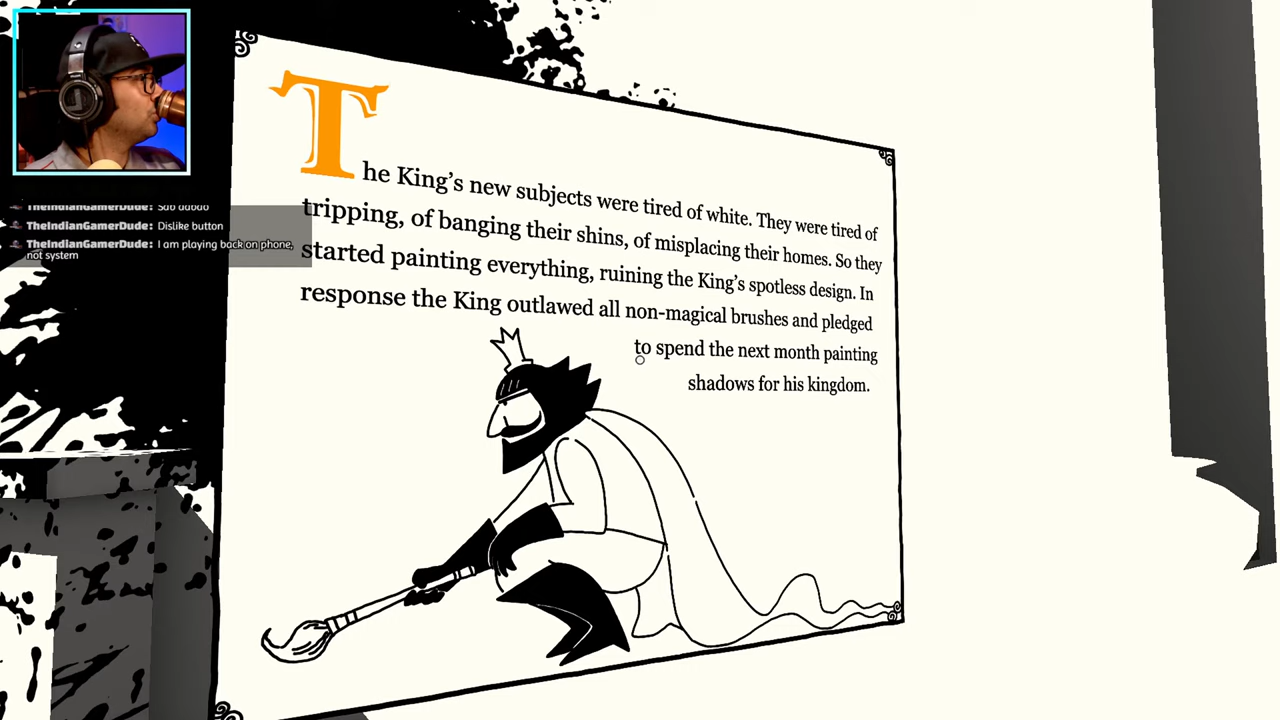 TheIndianGamerDude: Sab dabao
TheIndianGamerDude: Dislike button
TheIndianGamerDude: I am playing back on phone,
not system
The King's new subjects were tired of white. They were tired of
tripping, of banging their shins, of misplacing their homes. So they
started painting everything, ruining the King's spotless design. In
response the King outlawed all non-magical brushes and pledged
to spend the next month painting
shadows for his kingdom.